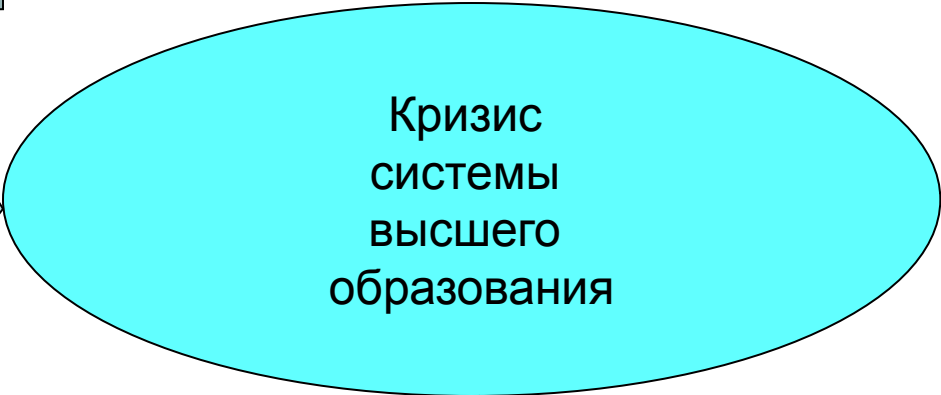 Кризис
системы
высшего
образования